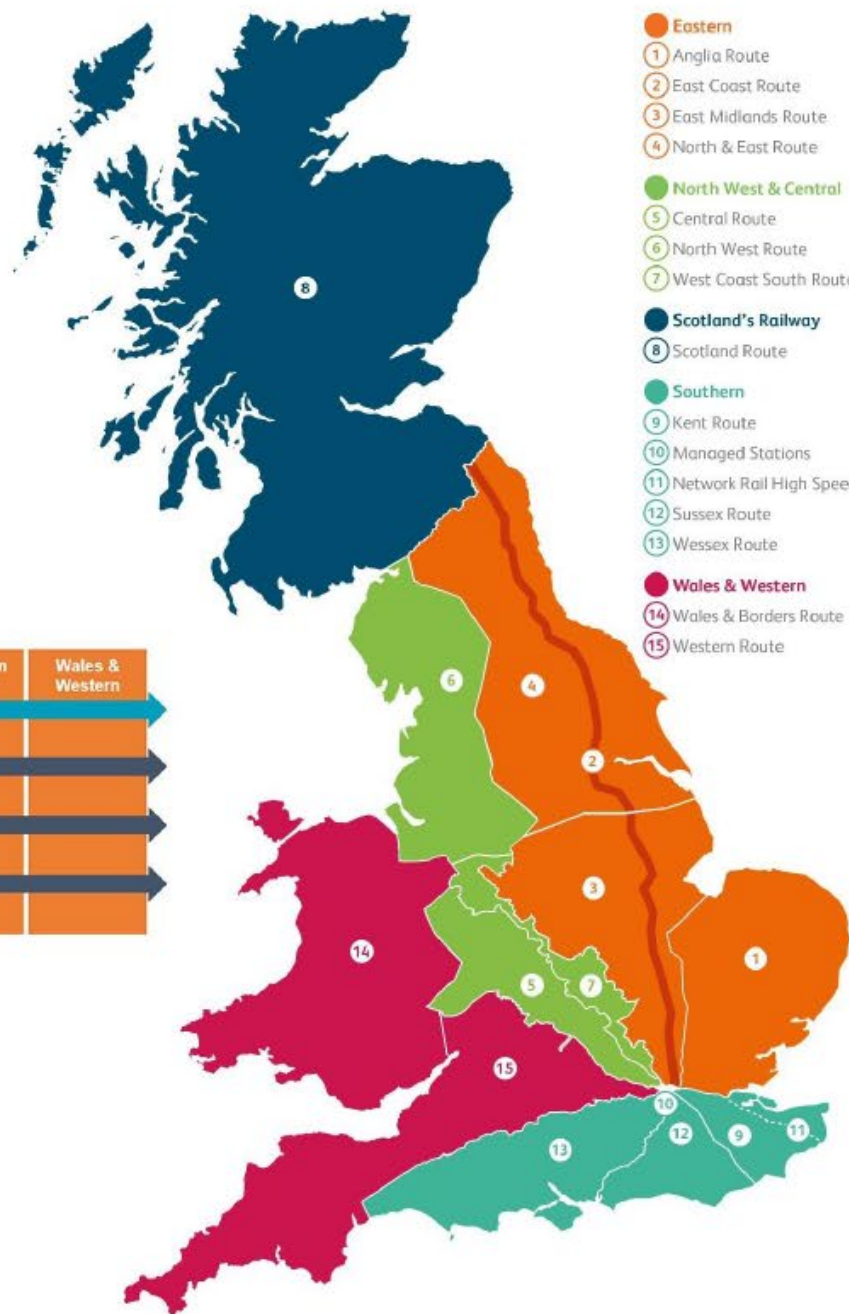 Eastern
1 Anglia Route
2 East Coast Route
3 East Midlands Route
4 North & East Route
North West & Central
5 Central Route
6 North West Route
7 West Coast South Rout
Scotland's Railway
8 Scotland Route
Southern
9 Kent Route
10 Managed Stations
11 Network Rail High Spee
12 Sussex Route
13 Wessex Route
Wales & Western
14 Wales & Borders Route
15 Western Route
n
Wales &
Western
8
6
4
2
3
1
14
5
7
15
10
13
12
9
11